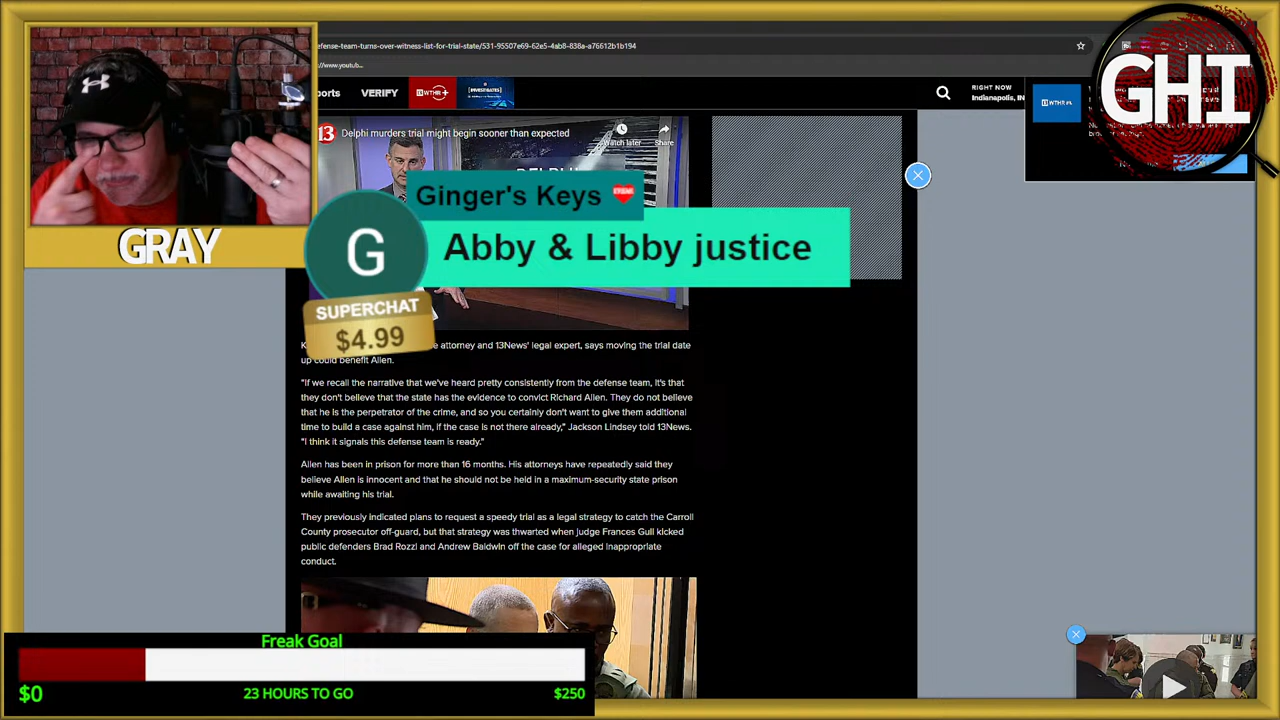 efense-team-turns-over-witness-list-for-trial-state/531-95507e69-62e5-4ab8-838a-a76612b1b194
://www.youtub...
ports VERIFY WTHR+ INVESTIGATES
RIGHT NOW
Indianapolis, IN
GHI
13 Delphi murders trial might begin sooner than expected
Watch later Share
Ginger's Keys
G
Abby & Libby justice
SUPERCHAT
$4.99
GRAY
K attorney and 13News' legal expert, says moving the trial date
up could benefit Allen.
"If we recall the narrative that we've heard pretty consistently from the defense team, it's that
they don't believe that the state has the evidence to convict Richard Allen. They do not believe
that he is the perpetrator of the crime, and so you certainly don't want to give them additional
time to build a case against him, if the case is not there already," Jackson Lindsey told 13News.
"I think it signals this defense team is ready."
Allen has been in prison for more than 16 months. His attorneys have repeatedly said they
believe Allen is innocent and that he should not be held in a maximum-security state prison
while awaiting his trial.
They previously indicated plans to request a speedy trial as a legal strategy to catch the Carroll
County prosecutor off-guard, but that strategy was thwarted when judge Frances Gull kicked
public defenders Brad Rozzi and Andrew Baldwin off the case for alleged inappropriate
conduct.
Freak Goal
$0 23 HOURS TO GO $250